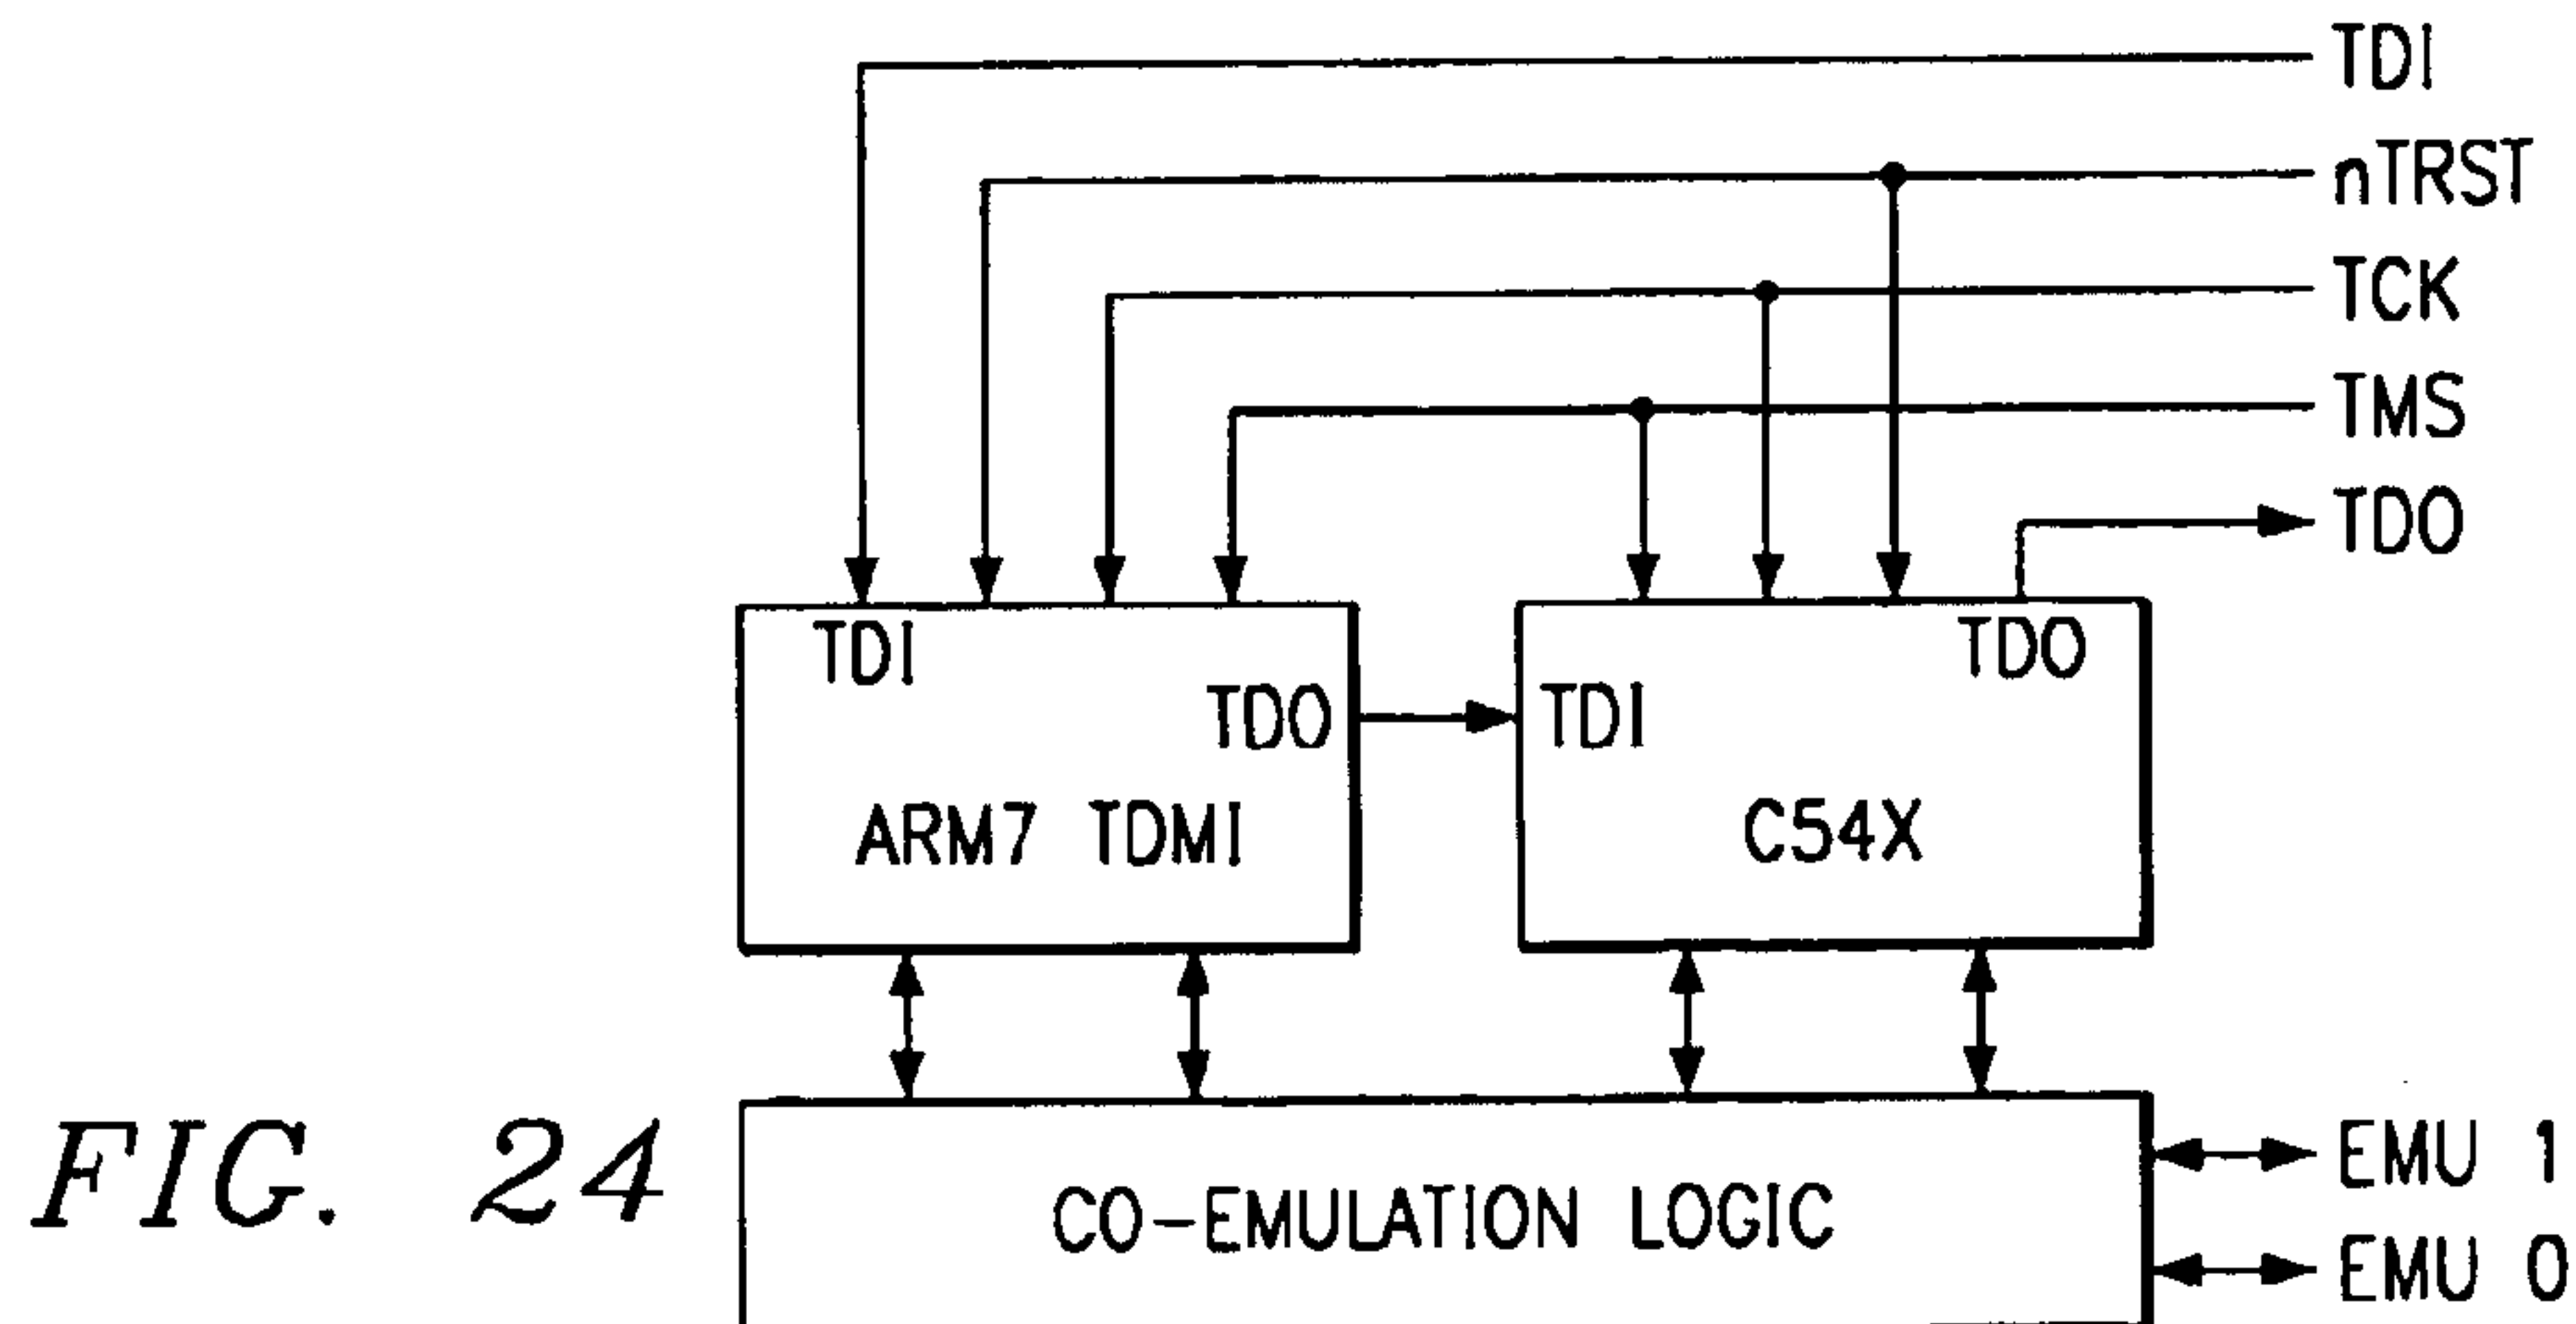 TDI
nTRST
TCK
TMS
TDO
TDI
TDO
TDO
TDI
ARM7 TDMI
C54X
EMU 1
FIG. 24
CO-EMULATION LOGIC
EMU 0